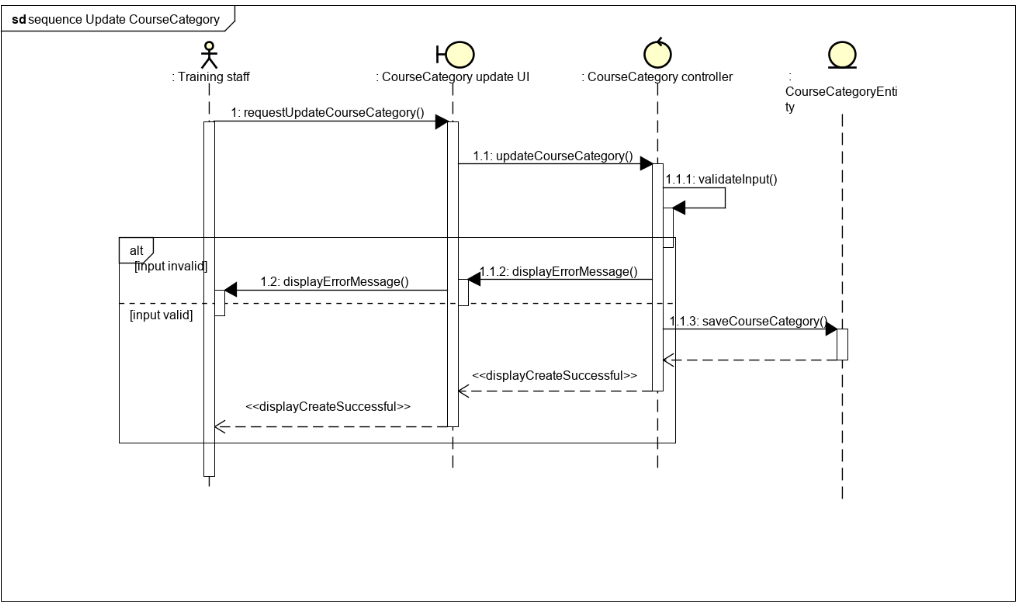 sd sequence Update CourseCategory
: Training staff
: CourseCategory update UI
: CourseCategory controller
:
CourseCategoryEnti
ty
1: requestUpdateCourseCategory()
1.1: updateCourseCategory()
1.1.1: validateInput()
alt
[input invalid]
1.2: displayErrorMessage()
1.1.2: displayErrorMessage()
[input valid]
1.1.3: saveCourseCategory()
<<displayCreateSuccessful>>
<<displayCreateSuccessful>>